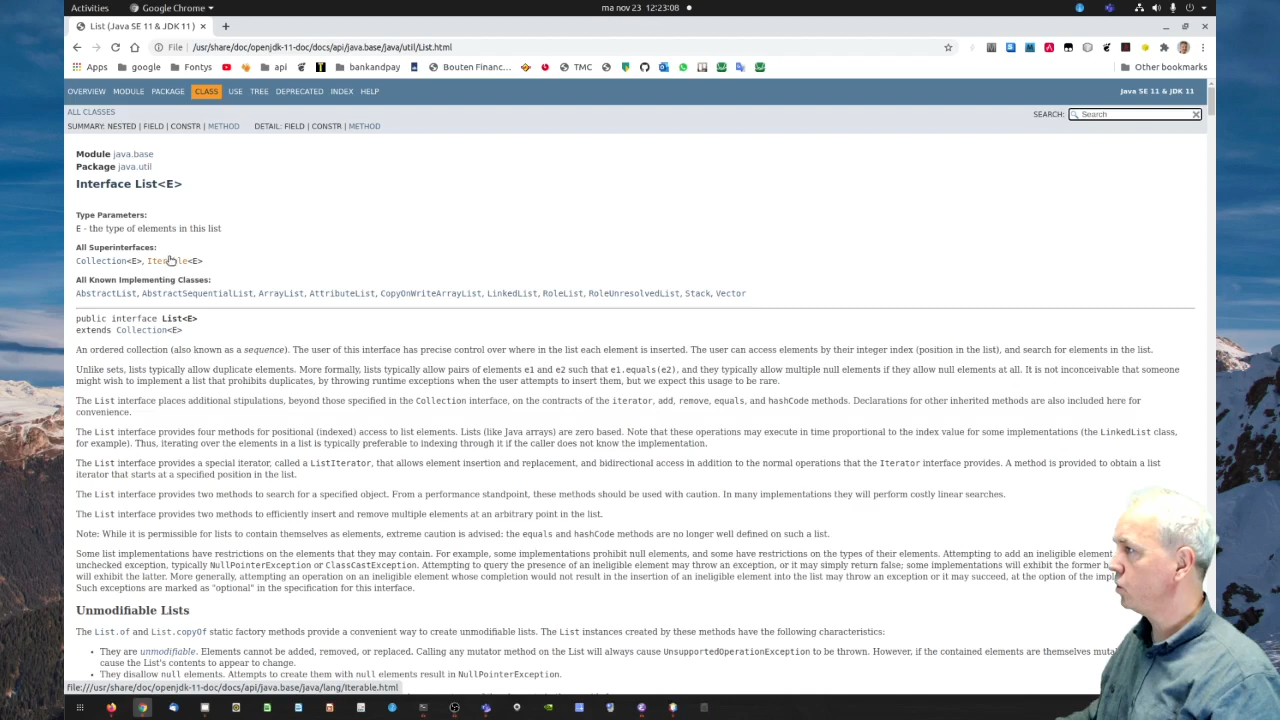 Activities
Google Chrome
ma nov 23 12:23:08
List (Java SE 11 & JDK 11 )
File
/usr/share/doc/openjdk-11-doc/docs/api/java.base/java/util/List.html
Apps
google
Fontys
api
bankandpay
Bouten Financ...
TMC
Other bookmarks
OVERVIEW MODULE PACKAGE CLASS USE TREE DEPRECATED INDEX HELP
Java SE 11 & JDK 11
ALL CLASSES
SEARCH: Search
SUMMARY: NESTED | FIELD | CONSTR | METHOD DETAIL: FIELD | CONSTR | METHOD
Module java.base
Package java.util
Interface List<E>
Type Parameters:
E - the type of elements in this list
All Superinterfaces:
Collection<E>, Iterable<E>
All Known Implementing Classes:
AbstractList, AbstractSequentialList, ArrayList, AttributeList, CopyOnWriteArrayList, LinkedList, RoleList, RoleUnresolvedList, Stack, Vector
public interface List<E>
extends Collection<E>
An ordered collection (also known as a sequence). The user of this interface has precise control over where in the list each element is inserted. The user can access elements by their integer index (position in the list), and search for elements in the list.
Unlike sets, lists typically allow duplicate elements. More formally, lists typically allow pairs of elements e1 and e2 such that e1.equals(e2), and they typically allow multiple null elements if they allow null elements at all. It is not inconceivable that someone
might wish to implement a list that prohibits duplicates, by throwing runtime exceptions when the user attempts to insert them, but we expect this usage to be rare.
The List interface places additional stipulations, beyond those specified in the Collection interface, on the contracts of the iterator, add, remove, equals, and hashCode methods. Declarations for other inherited methods are also included here for
convenience.
The List interface provides four methods for positional (indexed) access to list elements. Lists (like Java arrays) are zero based. Note that these operations may execute in time proportional to the index value for some implementations (the LinkedList class,
for example). Thus, iterating over the elements in a list is typically preferable to indexing through it if the caller does not know the implementation.
The List interface provides a special iterator, called a ListIterator, that allows element insertion and replacement, and bidirectional access in addition to the normal operations that the Iterator interface provides. A method is provided to obtain a list
iterator that starts at a specified position in the list.
The List interface provides two methods to search for a specified object. From a performance standpoint, these methods should be used with caution. In many implementations they will perform costly linear searches.
The List interface provides two methods to efficiently insert and remove multiple elements at an arbitrary point in the list.
Note: While it is permissible for lists to contain themselves as elements, extreme caution is advised: the equals and hashCode methods are no longer well defined on such a list.
Some list implementations have restrictions on the elements that they may contain. For example, some implementations prohibit null elements, and some have restrictions on the types of their elements. Attempting to add an ineligible element
unchecked exception, typically NullPointerException or ClassCastException. Attempting to query the presence of an ineligible element may throw an exception, or it may simply return false; some implementations will exhibit the former
will exhibit the latter. More generally, attempting an operation on an ineligible element whose completion would not result in the insertion of an ineligible element into the list may throw an exception or it may succeed, at the option of the
Such exceptions are marked as "optional" in the specification for this interface.
Unmodifiable Lists
The List.of and List.copyOf static factory methods provide a convenient way to create unmodifiable lists. The List instances created by these methods have the following characteristics:
• They are unmodifiable. Elements cannot be added, removed, or replaced. Calling any mutator method on the List will always cause UnsupportedOperationException to be thrown. However, if the contained elements are themselves
cause the List's contents to appear to change.
• They disallow null elements. Attempts to create them with null elements result in NullPointerException.
file:///usr/share/doc/openjdk-11-doc/docs/api/java.base/java/lang/Iterable.html